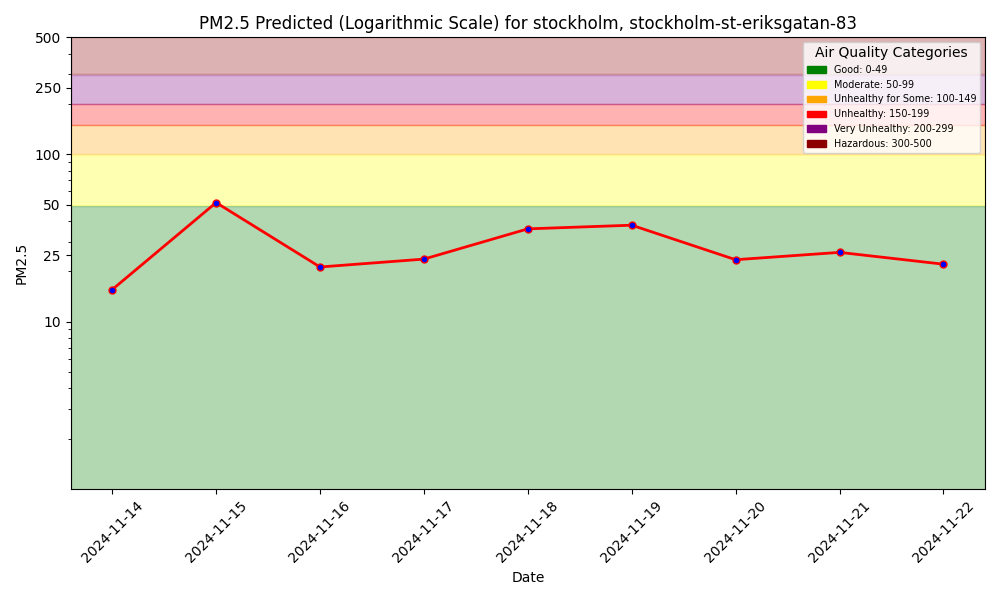 PM2.5 Predicted (Logarithmic Scale) for stockholm, stockholm-st-eriksgatan-83
500
250
100
50
25
10
PM2.5
Air Quality Categories
Good: 0-49
Moderate: 50-99
Unhealthy for Some: 100-149
Unhealthy: 150-199
Very Unhealthy: 200-299
Hazardous: 300-500
2024-11-14
2024-11-15
2024-11-16
2024-11-17
2024-11-18
2024-11-19
2024-11-20
2024-11-21
2024-11-22
Date